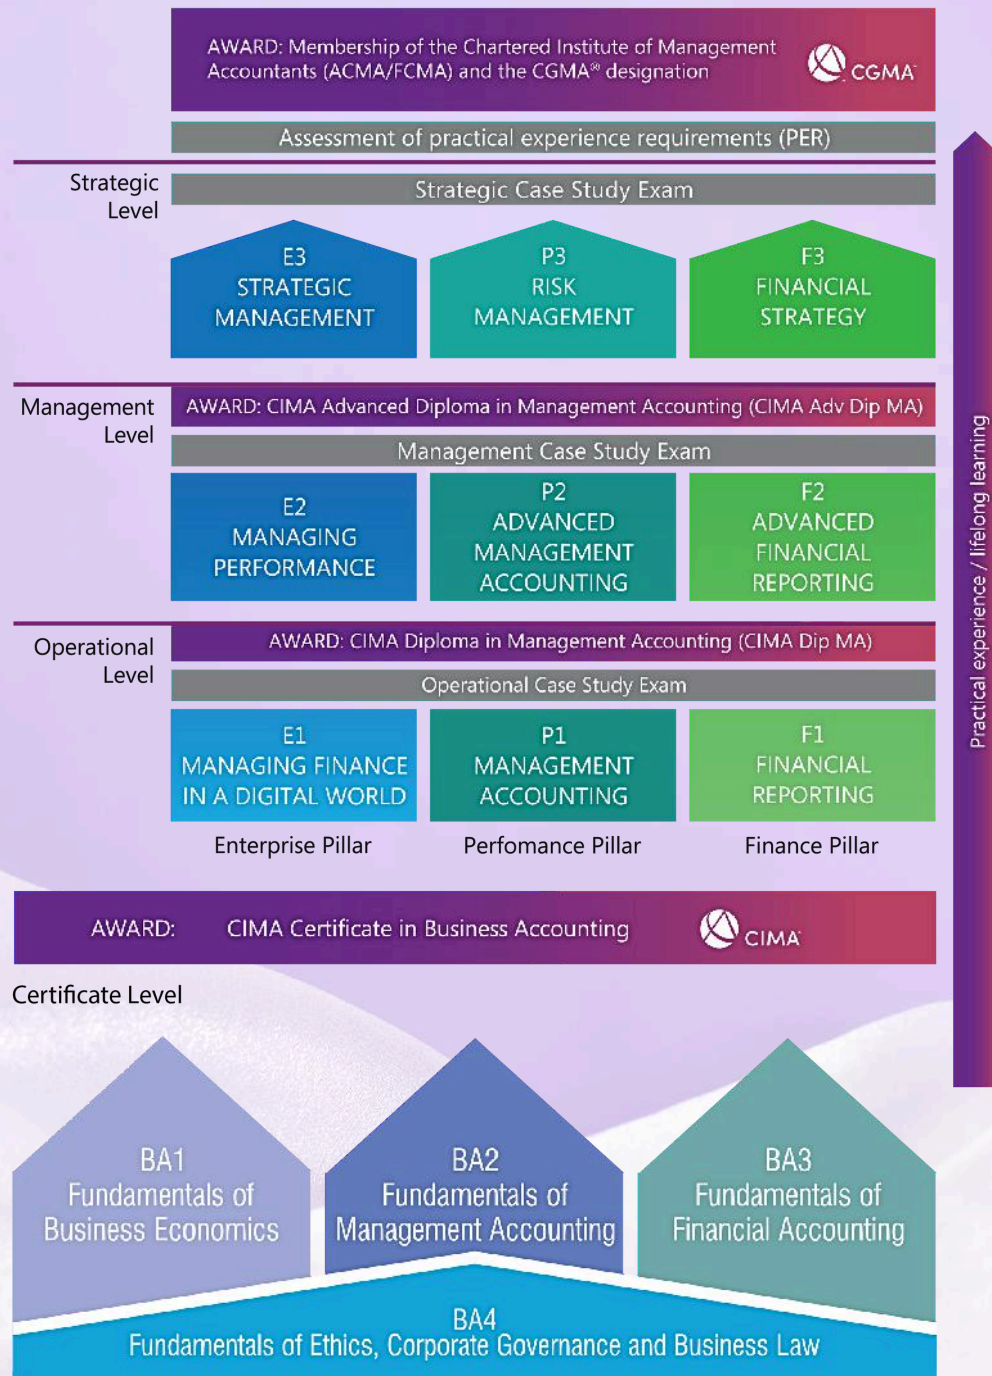 AWARD: Membership of the Chartered Institute of Management
Accountants (ACMA/FCMA) and the CGMA® designation
CGMA
Assessment of practical experience requirements (PER)
Strategic
Level
Strategic Case Study Exam
E3
STRATEGIC
MANAGEMENT
P3
RISK
MANAGEMENT
F3
FINANCIAL
STRATEGY
Management
Level
AWARD: CIMA Advanced Diploma in Management Accounting (CIMA Adv Dip MA)
Management Case Study Exam
E2
MANAGING
PERFORMANCE
P2
ADVANCED
MANAGEMENT
ACCOUNTING
F2
ADVANCED
FINANCIAL
REPORTING
Operational
Level
AWARD: CIMA Diploma in Management Accounting (CIMA Dip MA)
Operational Case Study Exam
E1
MANAGING FINANCE
IN A DIGITAL WORLD
P1
MANAGEMENT
ACCOUNTING
F1
FINANCIAL
REPORTING
Enterprise Pillar
Perfomance Pillar
Finance Pillar
Practical experience / lifelong learning
AWARD: CIMA Certificate in Business Accounting
CIMA
Certificate Level
BA1
Fundamentals of
Business Economics
BA2
Fundamentals of
Management Accounting
BA3
Fundamentals of
Financial Accounting
BA4
Fundamentals of Ethics, Corporate Governance and Business Law